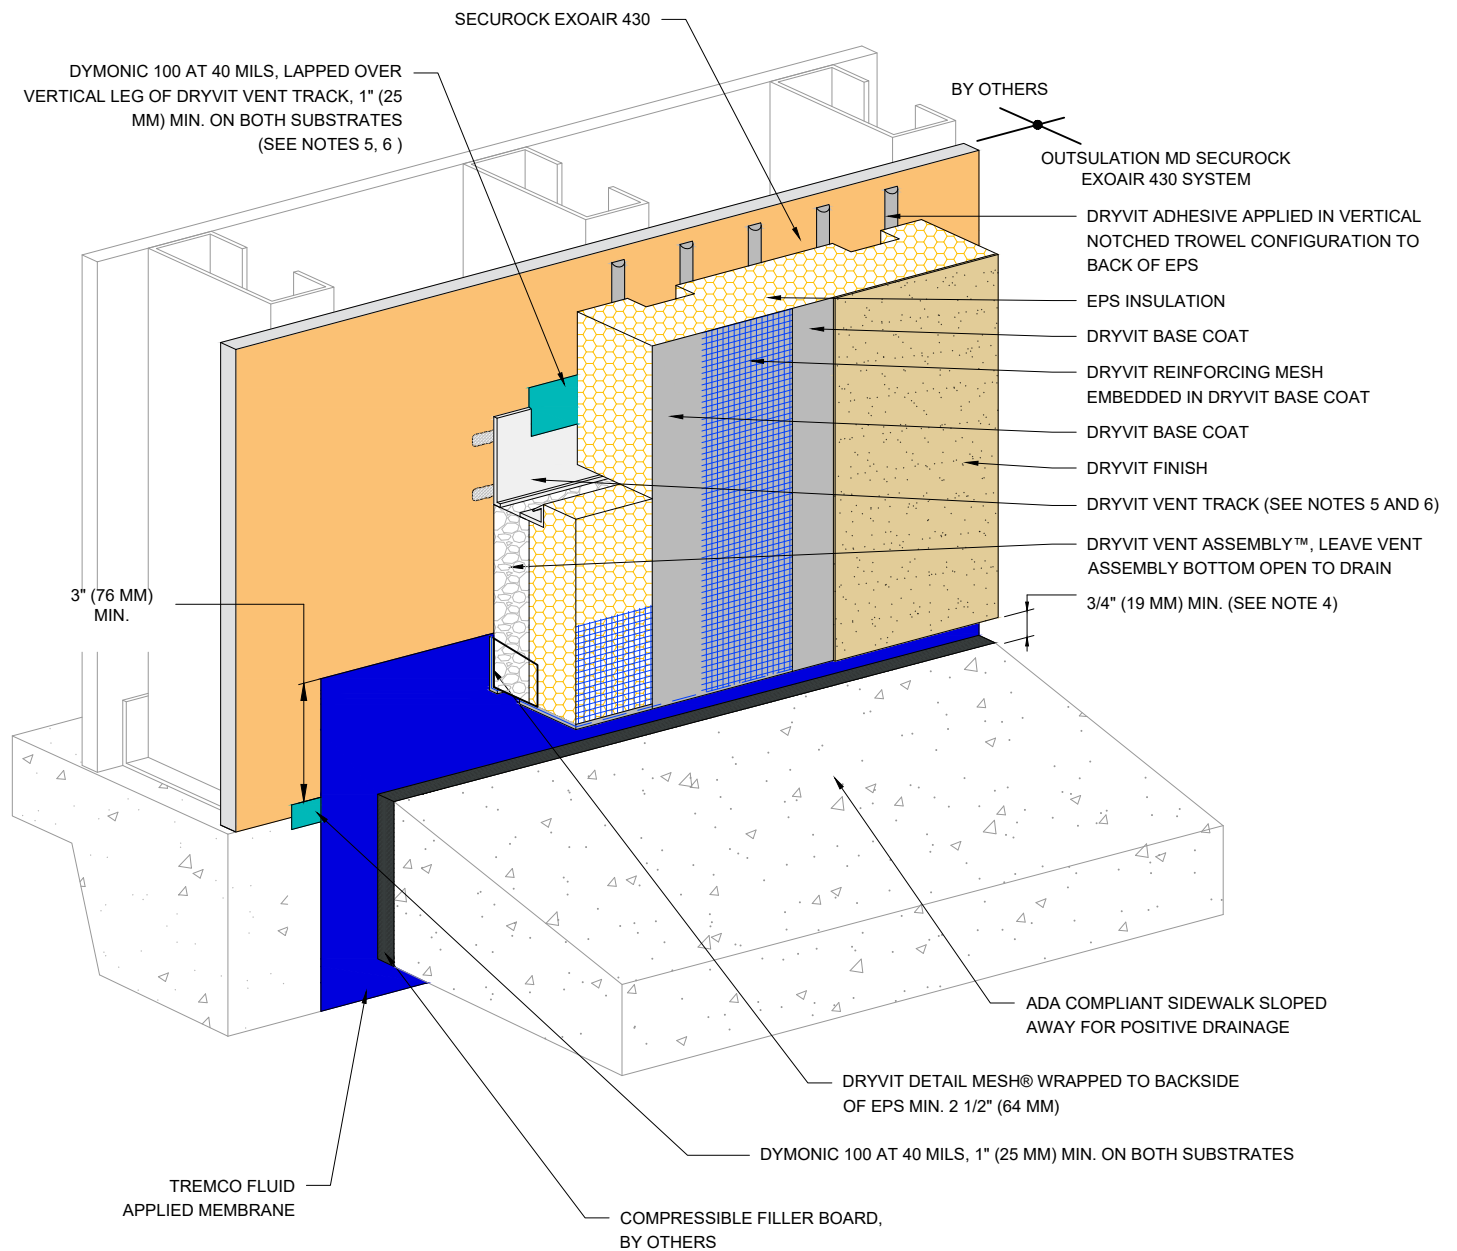 SECUROCK EXOAIR 430
DYMONIC 100 AT 40 MILS, LAPPED OVER
VERTICAL LEG OF DRYVIT VENT TRACK, 1" (25
MM) MIN. ON BOTH SUBSTRATES
(SEE NOTES 5, 6 )
BY OTHERS
OUTSULATION MD SECUROCK
EXOAIR 430 SYSTEM
DRYVIT ADHESIVE APPLIED IN VERTICAL
NOTCHED TROWEL CONFIGURATION TO
BACK OF EPS
EPS INSULATION
DRYVIT BASE COAT
DRYVIT REINFORCING MESH
EMBEDDED IN DRYVIT BASE COAT
DRYVIT BASE COAT
DRYVIT FINISH
DRYVIT VENT TRACK (SEE NOTES 5 AND 6)
DRYVIT VENT ASSEMBLY™, LEAVE VENT
ASSEMBLY BOTTOM OPEN TO DRAIN
3/4" (19 MM) MIN. (SEE NOTE 4)
3" (76 MM)
MIN.
ADA COMPLIANT SIDEWALK SLOPED
AWAY FOR POSITIVE DRAINAGE
DRYVIT DETAIL MESH® WRAPPED TO BACKSIDE
OF EPS MIN. 2 1/2" (64 MM)
DYMONIC 100 AT 40 MILS, 1" (25 MM) MIN. ON BOTH SUBSTRATES
TREMCO FLUID
APPLIED MEMBRANE
COMPRESSIBLE FILLER BOARD,
BY OTHERS